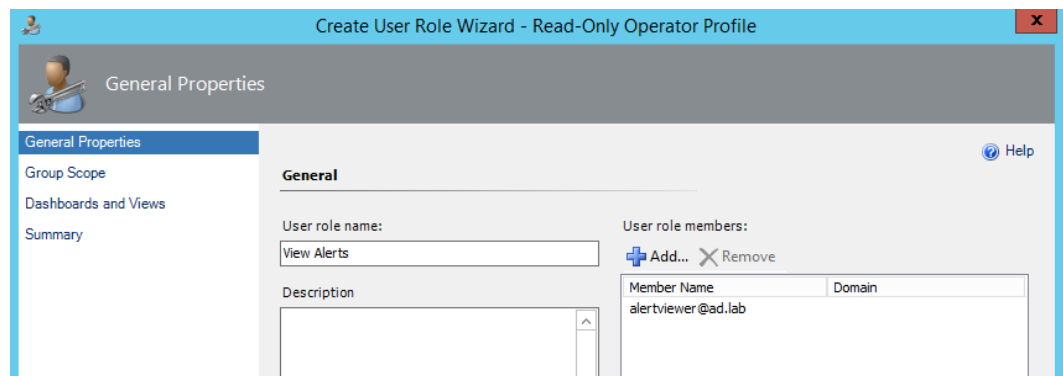 Create User Role Wizard - Read-Only Operator Profile
x
General Properties
General Properties
Group Scope
Dashboards and Views
Summary
Help
General
User role name:
View Alerts
Description
User role members:
Add... Remove
Member Name Domain
alertviewer@ad.lab